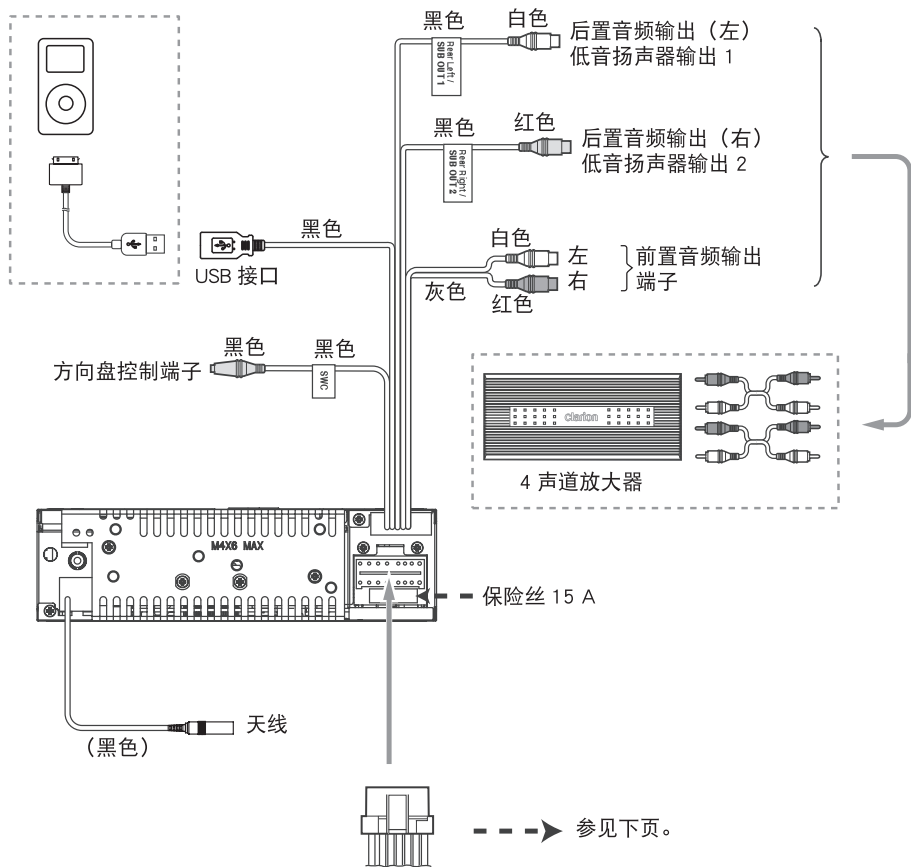 黑色
白色
后置音频输出（左）
低音扬声器输出 1
Rear Left /
SUB OUT 1
黑色
红色
后置音频输出（右）
低音扬声器输出 2
Rear Right /
SUB OUT 2
黑色
USB 接口
白色
左
右
前置音频输出
端子
灰色
红色
方向盘控制端子
黑色
黑色
SWC
clarion
4 声道放大器
M4X6 MAX
保险丝 15 A
天线
（黑色）
参见下页。